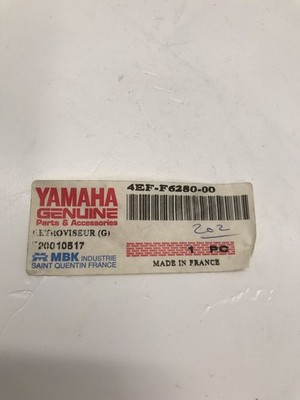 YAMAHA
GENUINE
Parts & Accessories
4EF-F6280-00
RETROVISEUR (G)
20010517
202
1 PC
MBK INDUSTRIE
SAINT QUENTIN FRANCE
MADE IN FRANCE